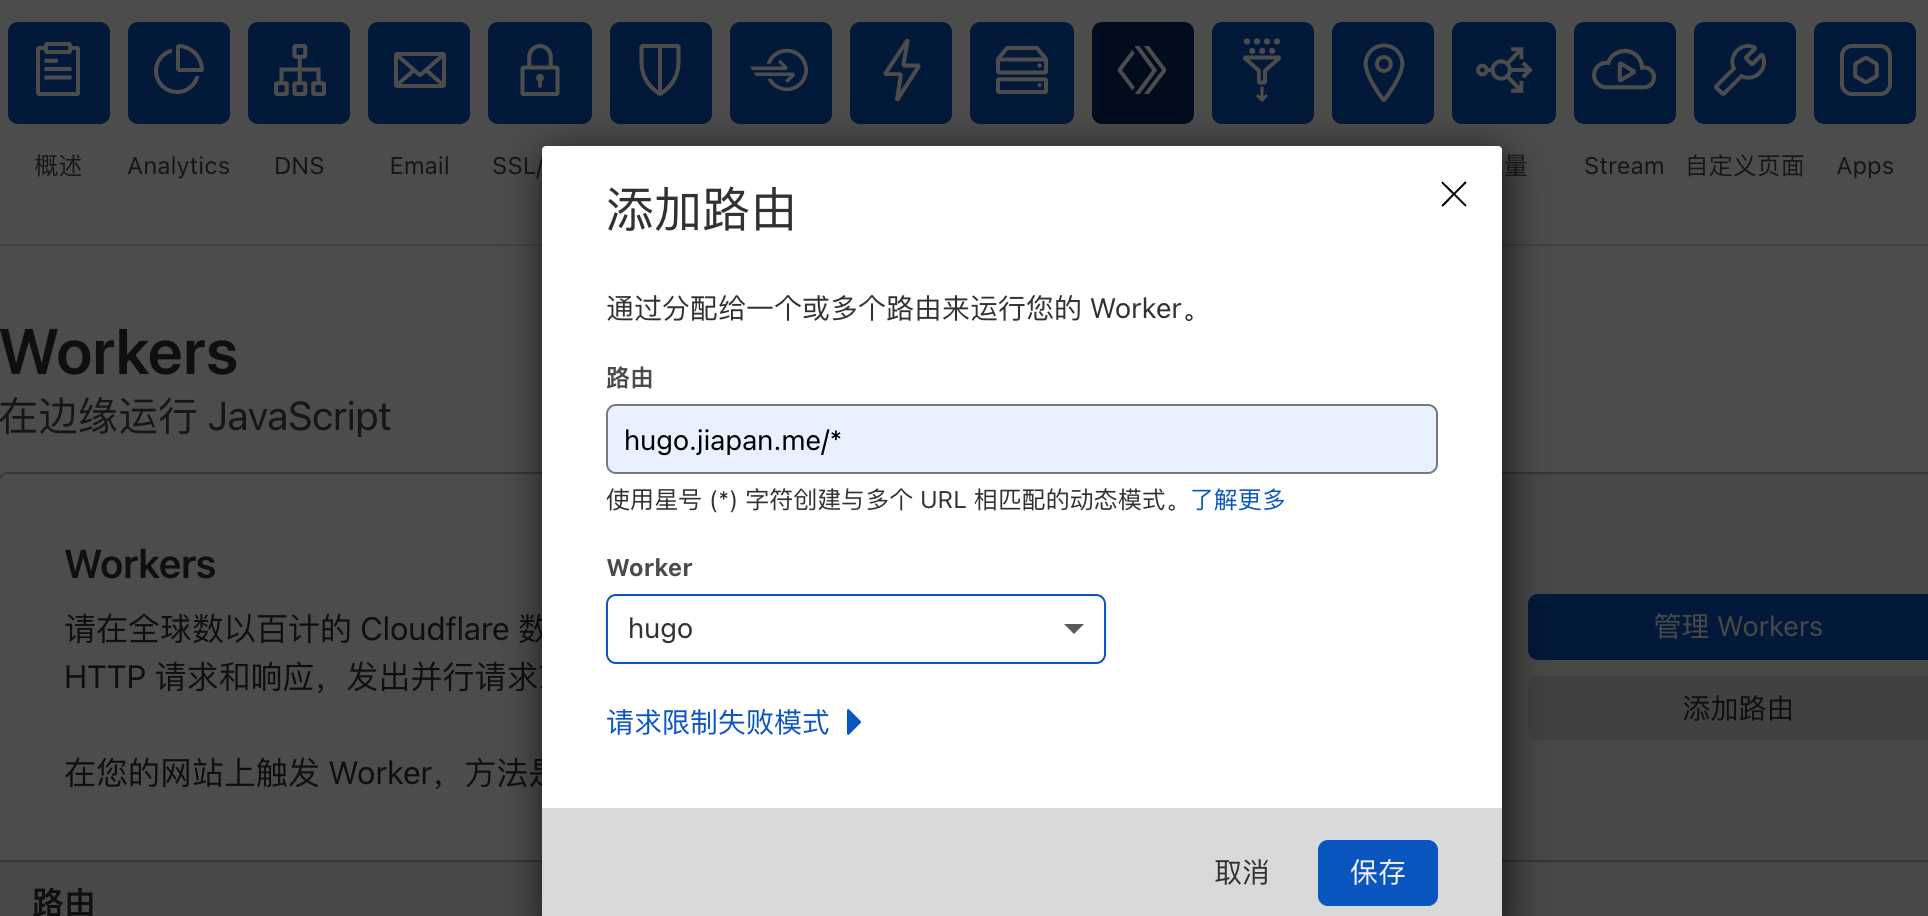 概述
Analytics
DNS
Email
SSL/
量
Stream
自定义页面
Apps
添加路由
通过分配给一个或多个路由来运行您的 Worker。
路由
hugo.jiapan.me/*
使用星号 (*) 字符创建与多个 URL 相匹配的动态模式。了解更多
Worker
hugo
请求限制失败模式
取消
保存
Workers
在边缘运行 JavaScript
Workers
请在全球数以百计的 Cloudflare 数
HTTP 请求和响应，发出并行请求
在您的网站上触发 Worker，方法是
管理 Workers
添加路由
路由